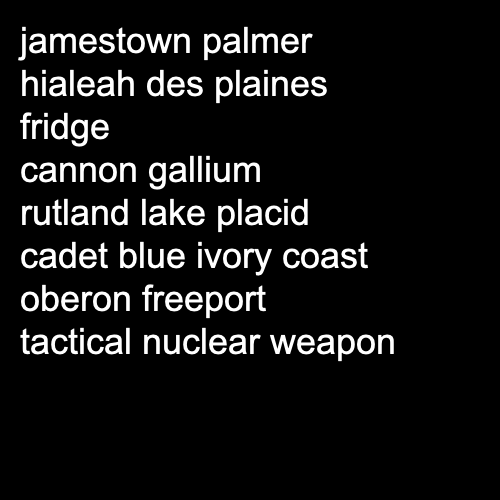 jamestown palmer
hialeah des plaines
fridge
cannon gallium
rutland lake placid
cadet blue ivory coast
oberon freeport
tactical nuclear weapon